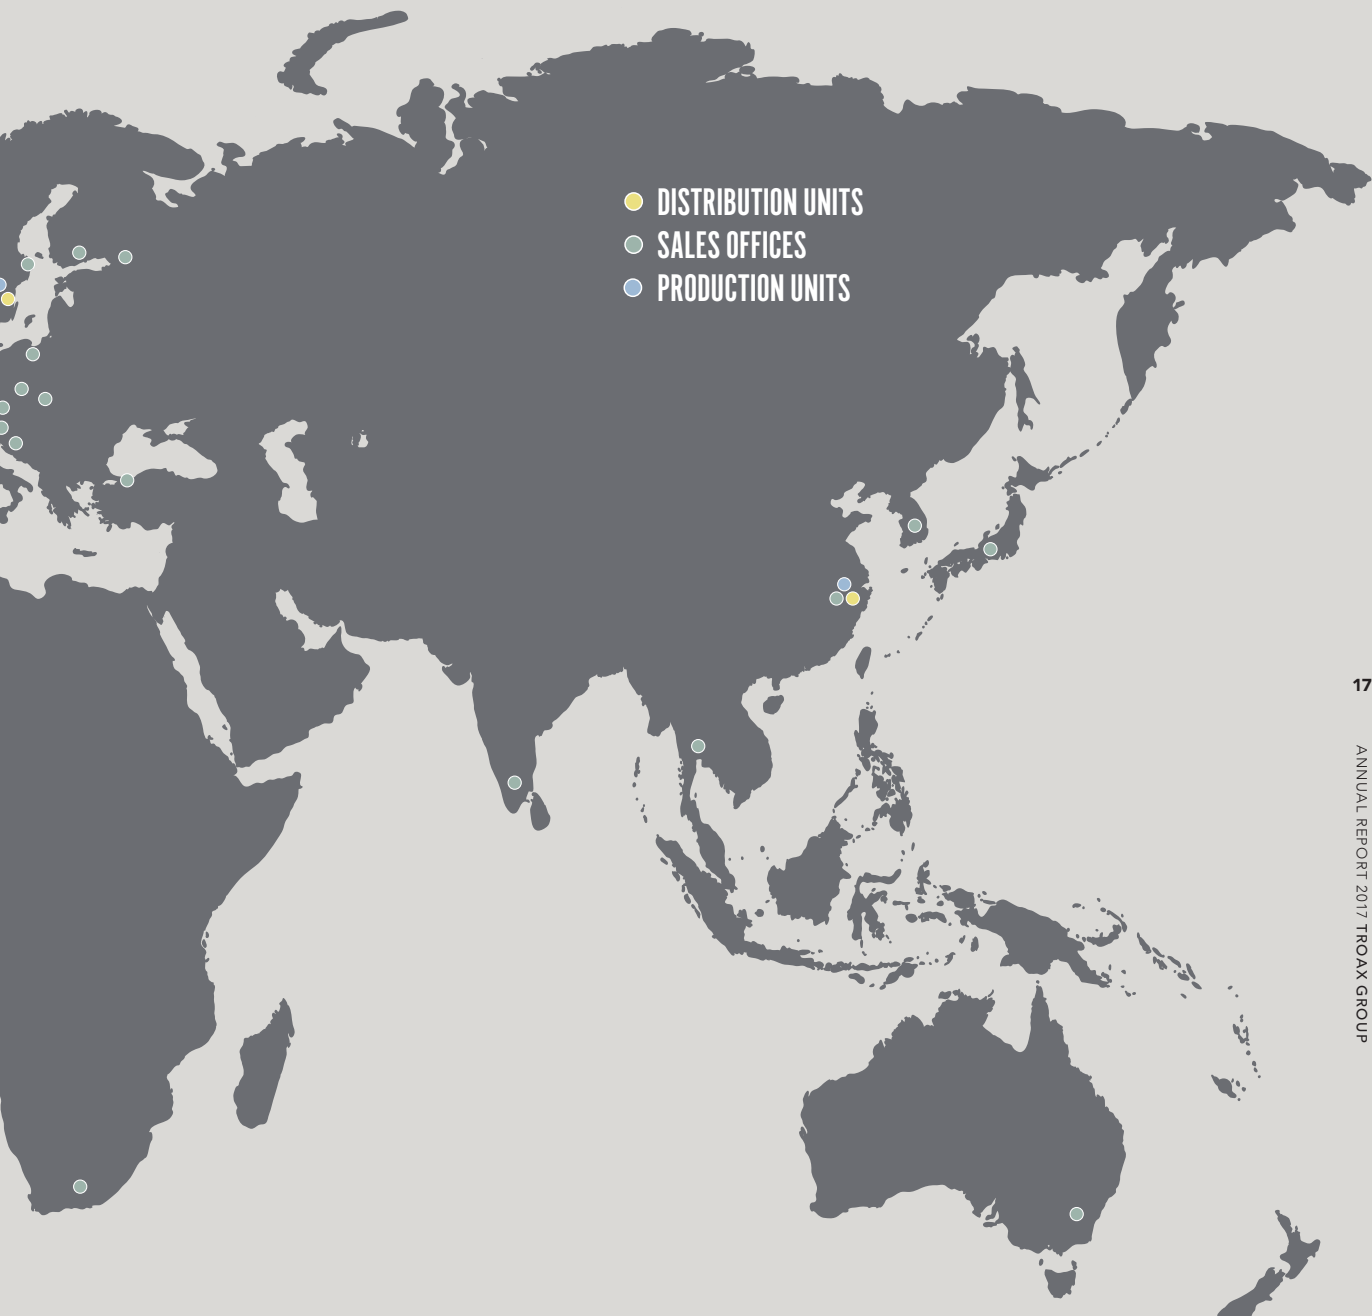 DISTRIBUTION UNITS
SALES OFFICES
PRODUCTION UNITS
17
ANNUAL REPORT 2017 TROAX GROUP